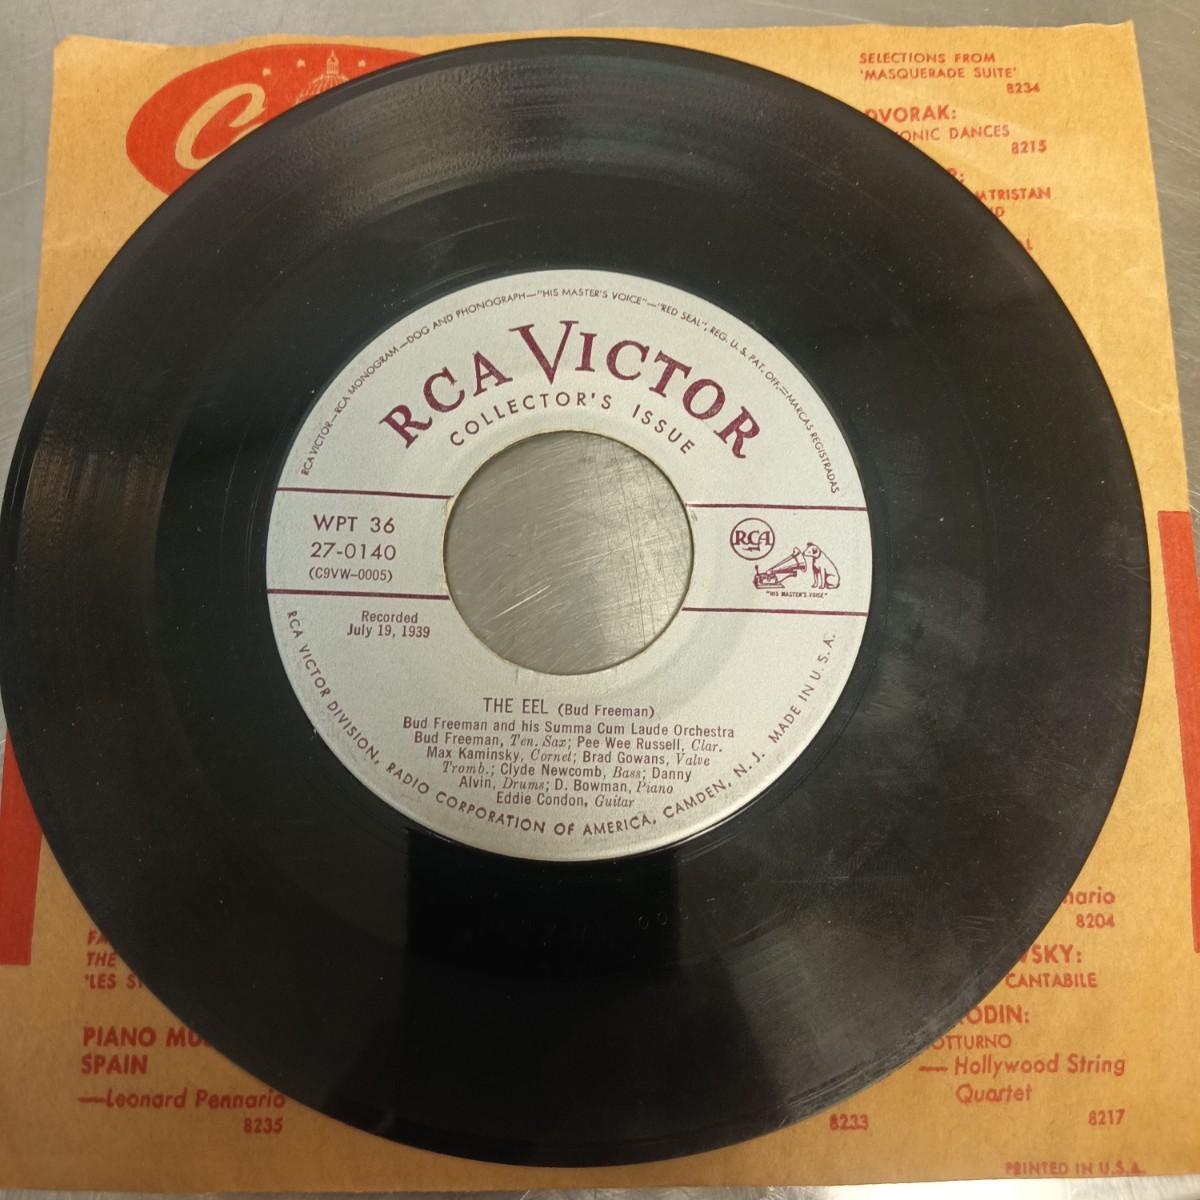 SELECTIONS FROM
'MASQUERADE SUITE'
8234
DVORAK:
ONIC DANCES
8215
TRISTAN
RCA VICTOR—RCA MONOGRAM—DOG AND PHONOGRAPH—"HIS MASTER'S VOICE"—"RED SEAL", REG. U. S. PAT. OFF.—MARCAS REGISTRADAS
RCA VICTOR
COLLECTOR'S ISSUE
WPT 36
27-0140
(C9VW-0005)
RCA
"HIS MASTER'S VOICE"
Recorded
July 19, 1939
THE EEL (Bud Freeman)
Bud Freeman and his Summa Cum Laude Orchestra
Bud Freeman, Ten. Sax; Pee Wee Russell, Clar.
Max Kaminsky, Cornet; Brad Gowans, Valve
Tromb.; Clyde Newcomb, Bass; Danny
Alvin, Drums; D. Bowman, Piano
Eddie Condon, Guitar
RCA VICTOR DIVISION, RADIO CORPORATION OF AMERICA, CAMDEN, N. J. MADE IN U. S. A.
nario
8204
THE
'LES
SKY:
CANTABILE
PIANO MU
SPAIN
—Leonard Pennario
8235
8233
ODIN:
OTTURNO
— Hollywood String
Quartet
8217
PRINTED IN U.S.A.